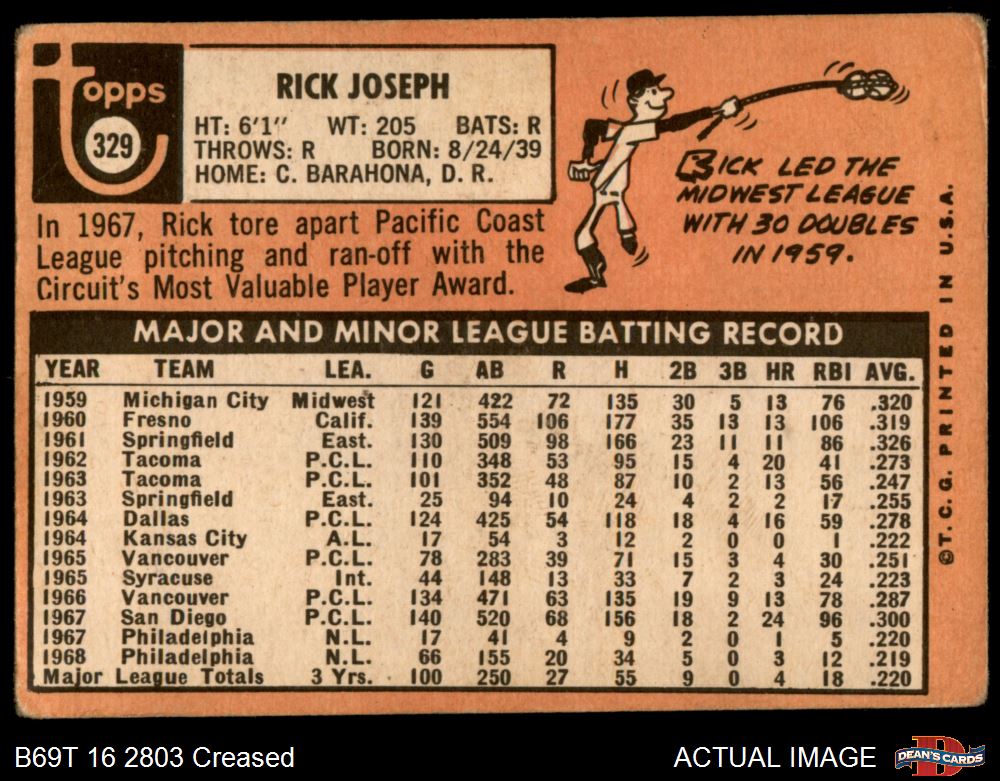 Topps
329
RICK JOSEPH
HT: 6'1" WT: 205 BATS: R
THROWS: R BORN: 8/24/39
HOME: C. BARAHONA, D. R.
In 1967, Rick tore apart Pacific Coast
League pitching and ran-off with the
Circuit's Most Valuable Player Award.
RICK LED THE
MIDWEST LEAGUE
WITH 30 DOUBLES
IN 1959.
MAJOR AND MINOR LEAGUE BATTING RECORD
YEAR TEAM LEA. G AB R H 2B 3B HR RBI AVG.
1959 Michigan City Midwest 121 422 72 135 30 5 13 76 .320
1960 Fresno Calif. 139 554 106 177 35 13 13 106 .319
1961 Springfield East. 130 509 98 166 23 11 11 86 .326
1962 Tacoma P.C.L. 110 348 53 95 15 4 20 41 .273
1963 Tacoma P.C.L. 101 352 48 87 10 2 13 56 .247
1963 Springfield East. 25 94 10 24 4 2 2 17 .255
1964 Dallas P.C.L. 124 425 54 118 18 4 16 59 .278
1964 Kansas City A.L. 17 54 3 12 2 0 0 1 .222
1965 Vancouver P.C.L. 78 283 39 71 15 3 4 30 .251
1965 Syracuse Int. 44 148 13 33 7 2 3 24 .223
1966 Vancouver P.C.L. 134 471 63 135 19 9 13 78 .287
1967 San Diego P.C.L. 140 520 68 156 18 2 24 96 .300
1967 Philadelphia N.L. 17 41 4 9 2 0 1 5 .220
1968 Philadelphia N.L. 66 155 20 34 5 0 3 12 .219
Major League Totals 3 Yrs. 100 250 27 55 9 0 4 18 .220
©T. C. G. PRINTED IN U.S.A.
B69T 16 2803 Creased
ACTUAL IMAGE
D
DEAN'S CARDS